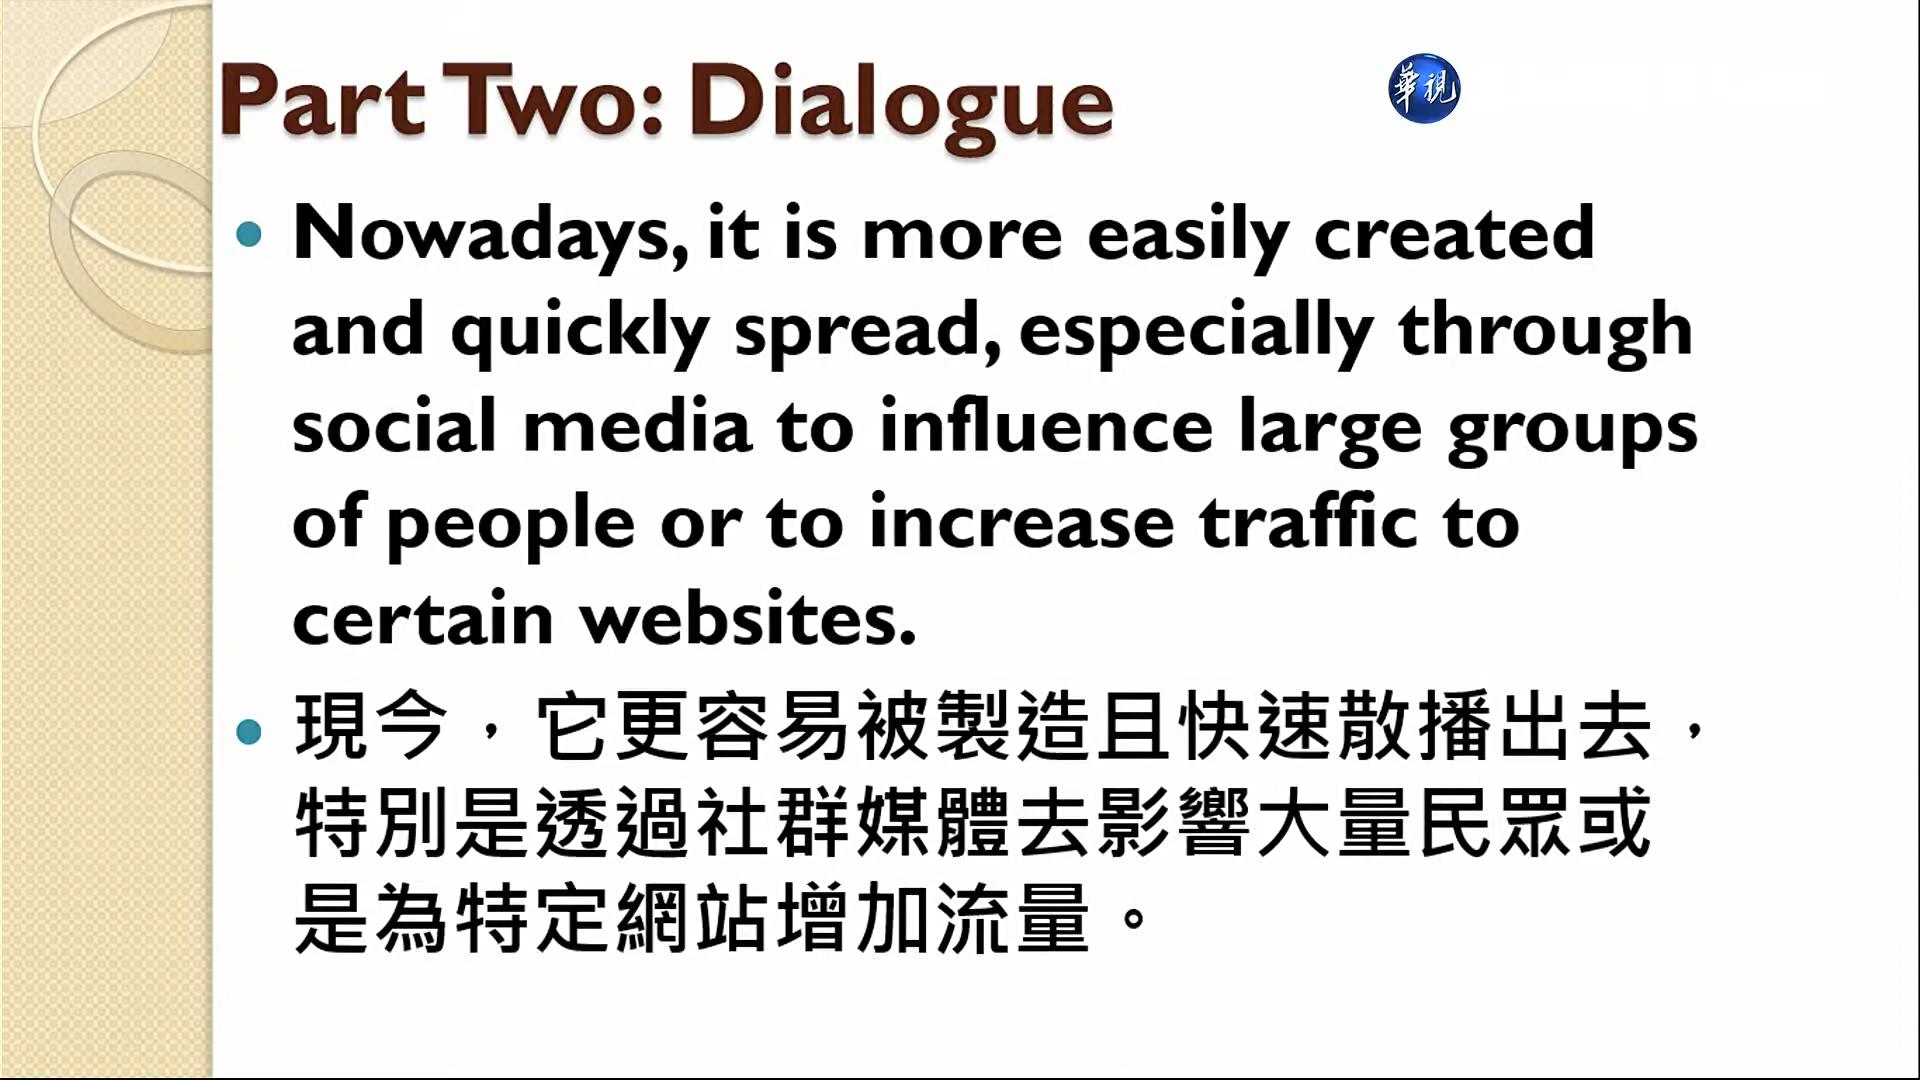 Part Two: Dialogue
華視
Nowadays, it is more easily created
and quickly spread, especially through
social media to influence large groups
of people or to increase traffic to
certain websites.
現今，它更容易被製造且快速散播出去，
特別是透過社群媒體去影響大量民眾或
是為特定網站增加流量。